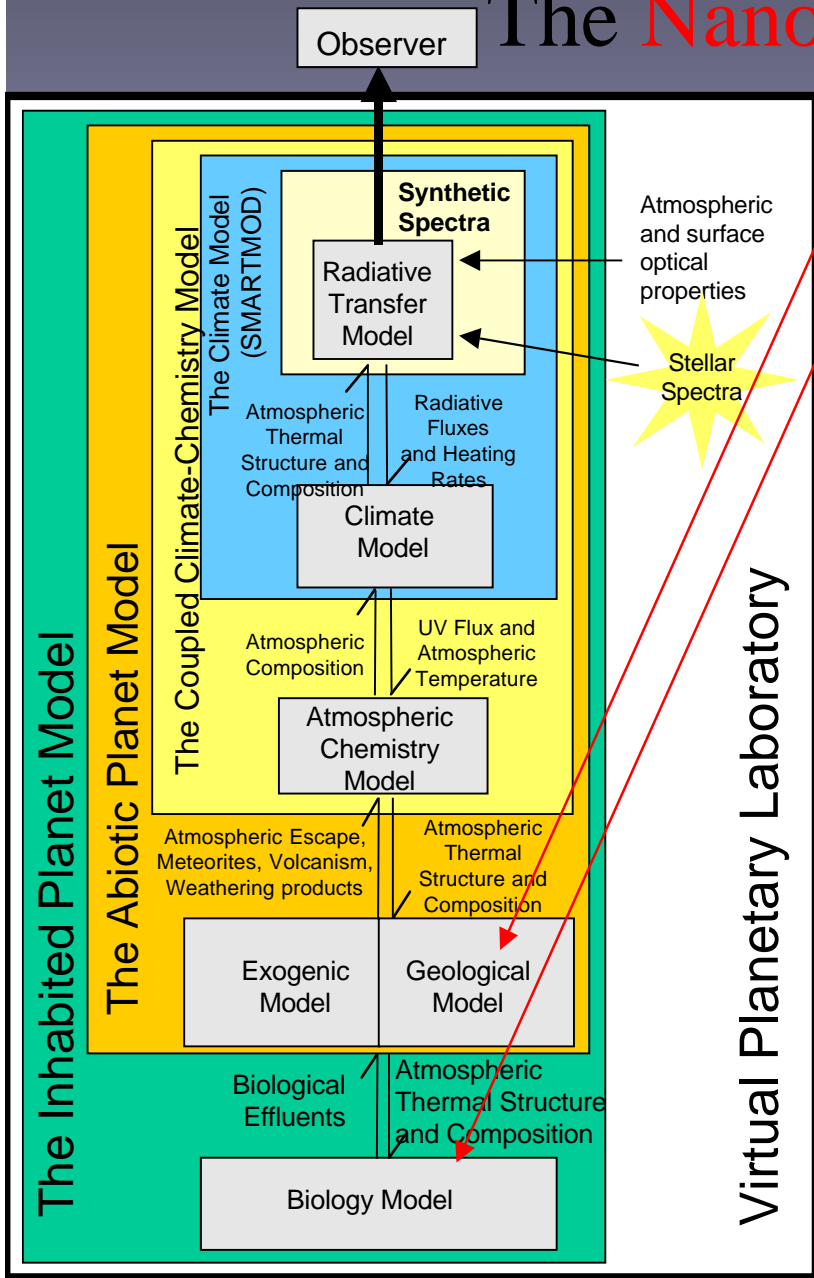 The Nano
Observer
Synthetic
Spectra
Radiative
Transfer
Model
Atmospheric
and surface
optical
properties
Stellar
Spectra
The Climate Model
(SMARTMOD)
Atmospheric
Thermal
Structure and
Composition
Radiative
Fluxes
and Heating
Rates
Climate
Model
The Coupled Climate-Chemistry Model
Atmospheric
Composition
UV Flux and
Atmospheric
Temperature
Atmospheric
Chemistry
Model
The Abiotic Planet Model
Atmospheric Escape,
Meteorites, Volcanism,
Weathering products
Atmospheric
Thermal
Structure and
Composition
Exogenic
Model
Geological
Model
The Inhabited Planet Model
Biological
Effluents
Atmospheric
Thermal Structure
and Composition
Biology Model
Virtual Planetary Laboratory